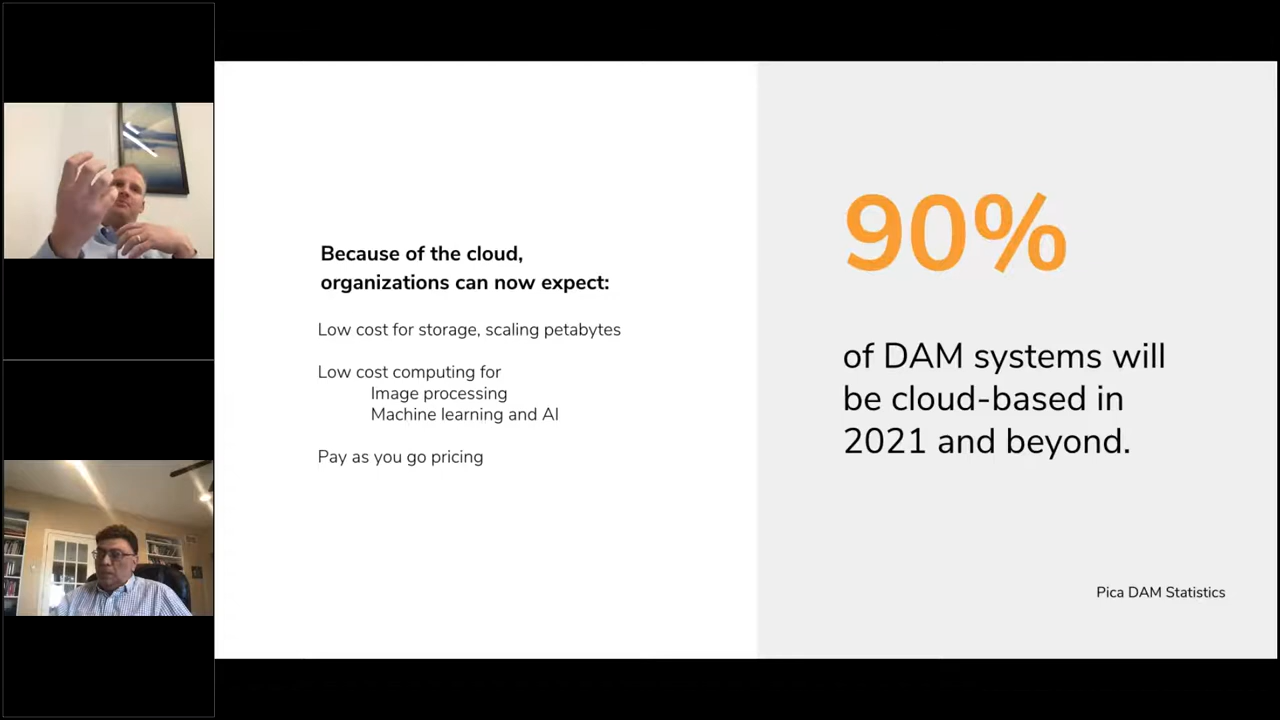 Because of the cloud,
organizations can now expect:
Low cost for storage, scaling petabytes
Low cost computing for
Image processing
Machine learning and AI
Pay as you go pricing
90%
of DAM systems will
be cloud-based in
2021 and beyond.
Pica DAM Statistics